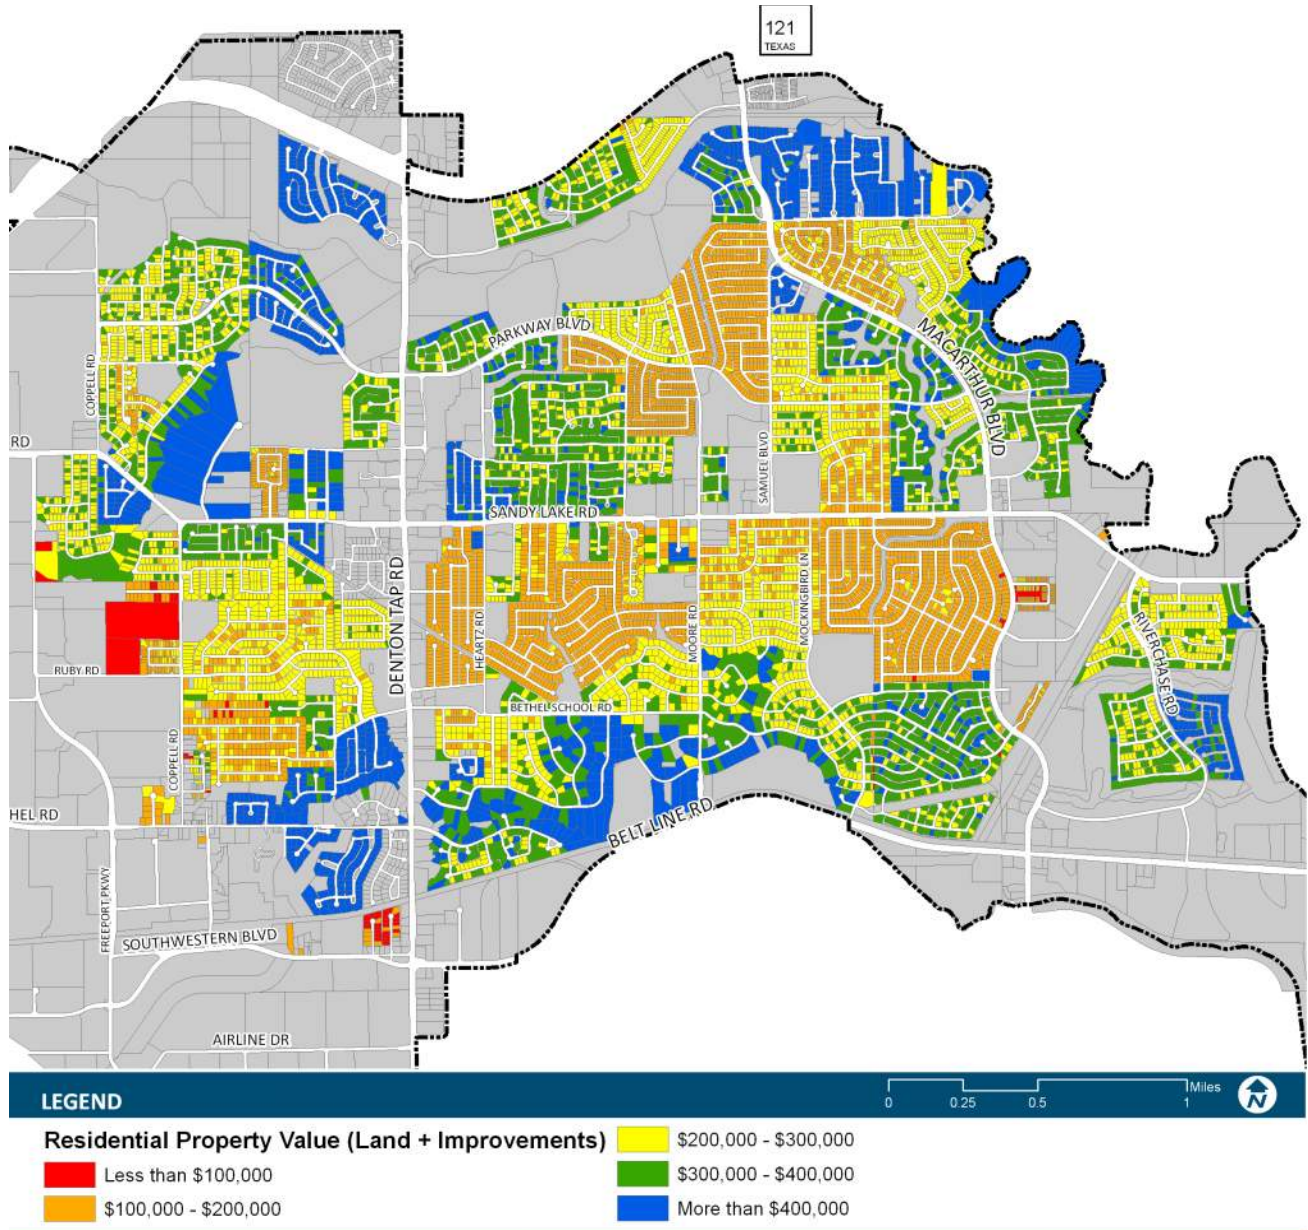 121
TEXAS
PARKWAY BLVD
MACARTHUR BLVD
COPPELL RD
RD
SAMUEL BLVD
SANDY LAKE RD
DENTON TAP RD
HEARTZ RD
MOORE RD
MOCKINGBIRD LN
RIVERCHASE RD
RUBY RD
BETHEL SCHOOL RD
COPPELL RD
HEL RD
BELT LINE RD
FREEPORT PKWY
SOUTHWESTERN BLVD
AIRLINE DR
LEGEND
0 0.25 0.5 1 Miles
N
Residential Property Value (Land + Improvements)
Less than $100,000
$100,000 - $200,000
$200,000 - $300,000
$300,000 - $400,000
More than $400,000